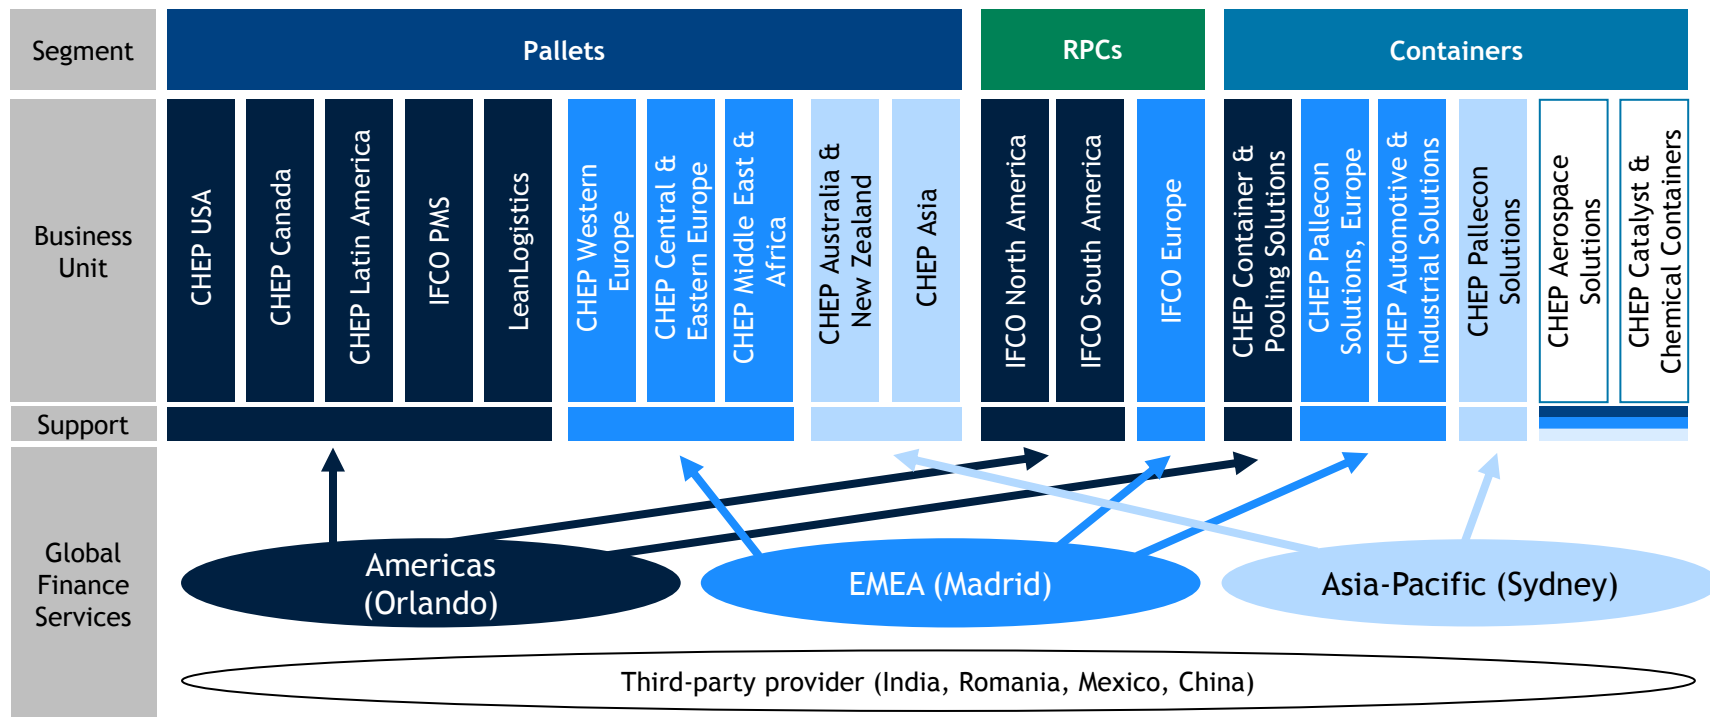 Segment
Pallets
RPCs
Containers
Business
Unit
CHEP USA
CHEP Canada
CHEP Latin America
IFCO PMS
LeanLogistics
CHEP Western
Europe
CHEP Central &
Eastern Europe
CHEP Middle East &
Africa
CHEP Australia &
New Zealand
CHEP Asia
IFCO North America
IFCO South America
IFCO Europe
CHEP Container &
Pooling Solutions
CHEP Pallecon
Solutions, Europe
CHEP Automotive &
Industrial Solutions
CHEP Pallecon
Solutions
CHEP Aerospace
Solutions
CHEP Catalyst &
Chemical Containers
Support
Global
Finance
Services
Americas
(Orlando)
EMEA (Madrid)
Asia-Pacific (Sydney)
Third-party provider (India, Romania, Mexico, China)